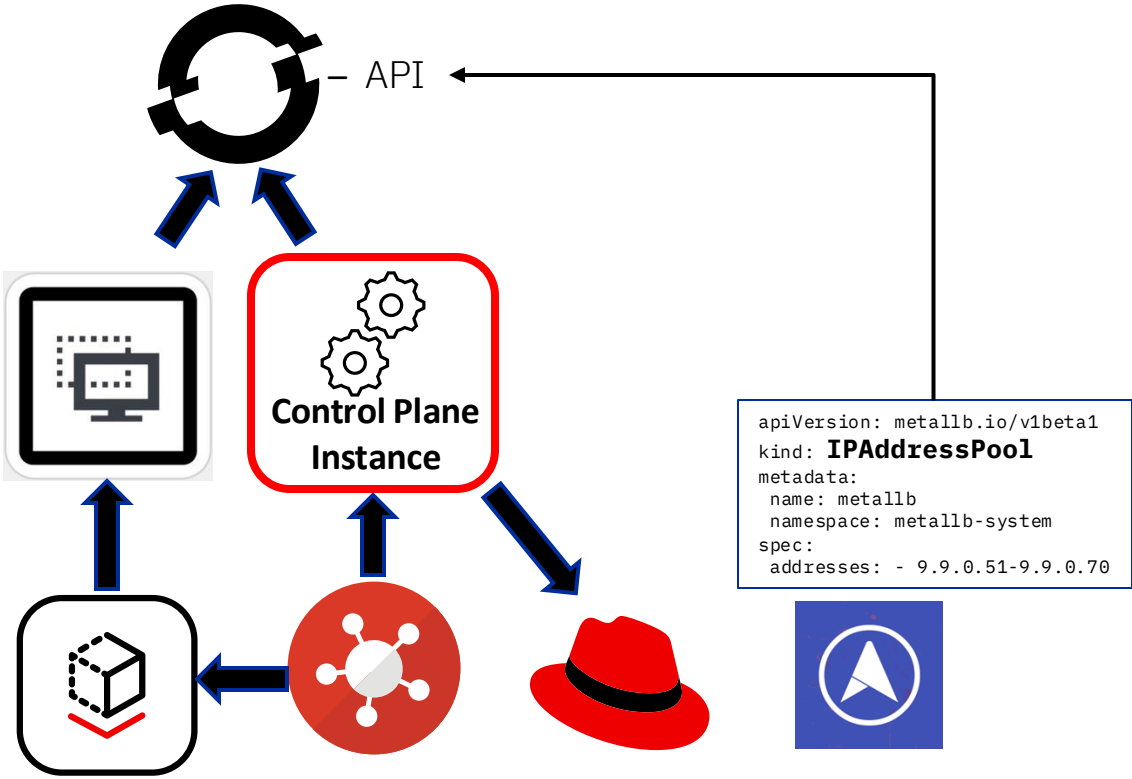 – API
Control Plane
Instance
apiVersion: metallb.io/v1beta1
kind: IPAddressPool
metadata:
 name: metallb
 namespace: metallb-system
spec:
 addresses: - 9.9.0.51-9.9.0.70